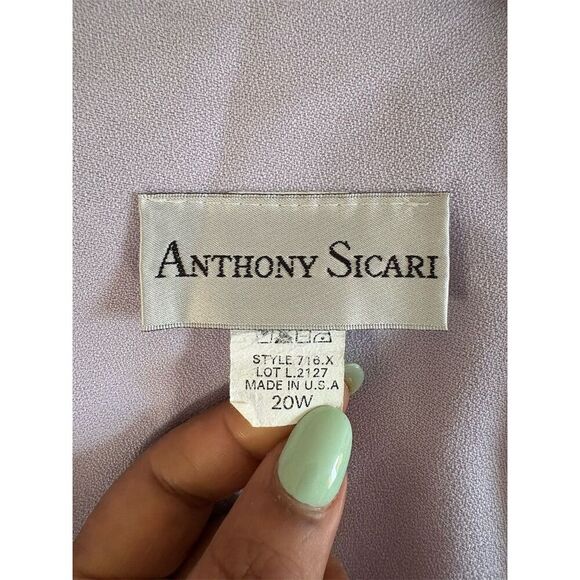 ANTHONY SICARI
STYLE 716.X
LOT L.2127
MADE IN U.S.A
20W